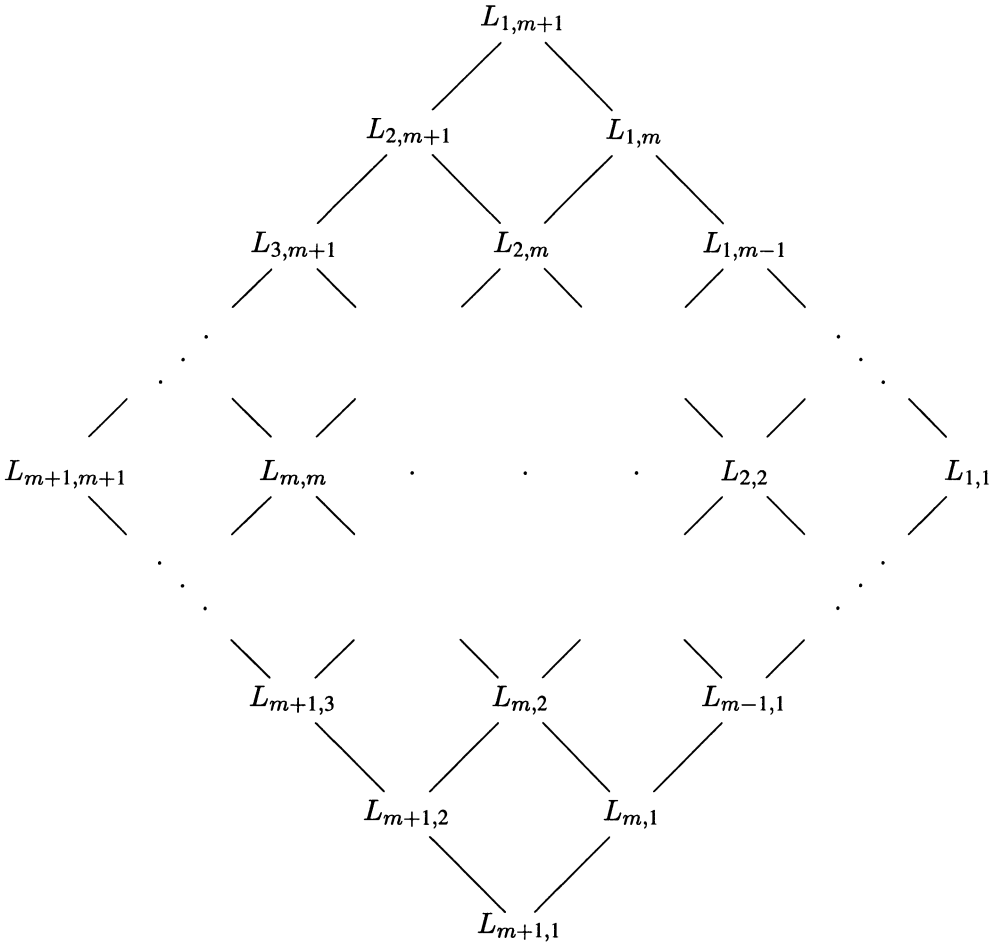 L_{1,m+1}
L_{2,m+1} L_{1,m}
L_{3,m+1} L_{2,m} L_{1,m−1}
L_{m+1,m+1} L_{m,m} · · · L_{2,2} L_{1,1}
L_{m+1,3} L_{m,2} L_{m−1,1}
L_{m+1,2} L_{m,1}
L_{m+1,1}